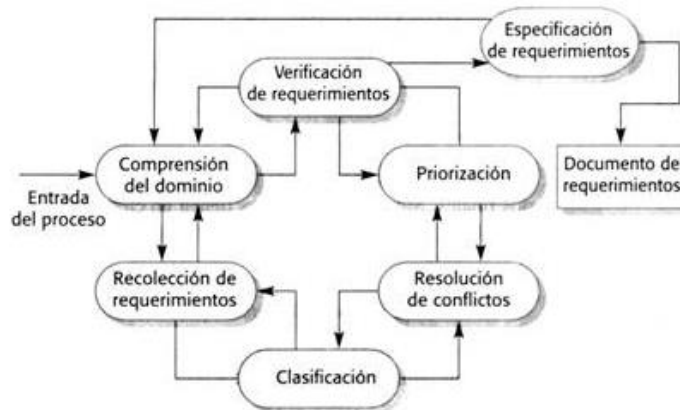 Especificación
de requerimientos
Verificación
de requerimientos
Comprensión
del dominio
Priorización
Documento de
requerimientos
Entrada
del proceso
Recolección de
requerimientos
Resolución
de conflictos
Clasificación